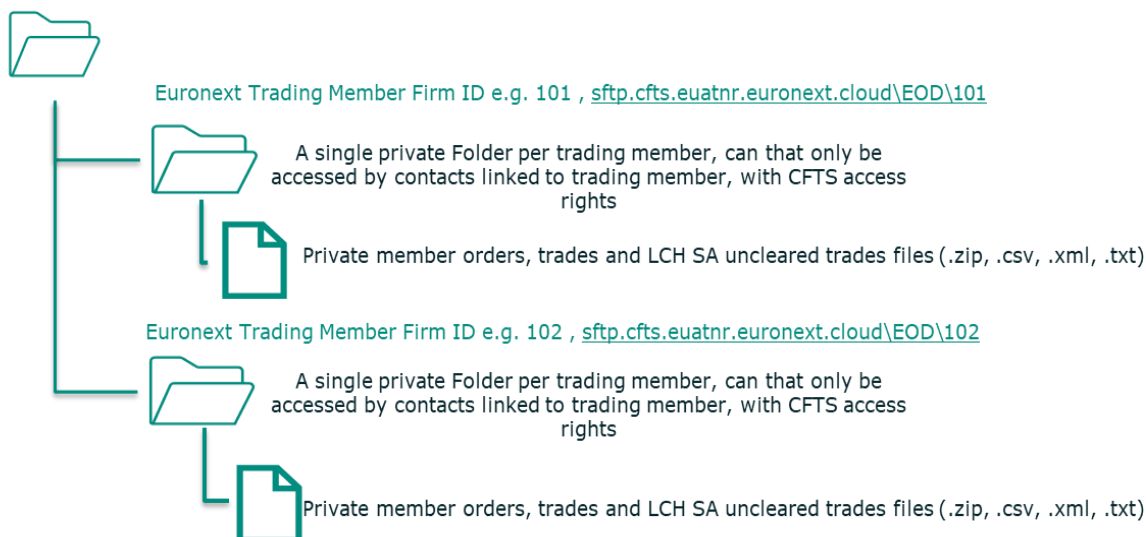 Euronext Trading Member Firm ID e.g. 101 , sftp.cfts.euatnr.euronext.cloud\EOD\101
A single private Folder per trading member, can that only be
accessed by contacts linked to trading member, with CFTS access
rights
Private member orders, trades and LCH SA uncleared trades files (.zip, .csv, .xml, .txt)
Euronext Trading Member Firm ID e.g. 102 , sftp.cfts.euatnr.euronext.cloud\EOD\102
A single private Folder per trading member, can that only be
accessed by contacts linked to trading member, with CFTS access
rights
Private member orders, trades and LCH SA uncleared trades files (.zip, .csv, .xml, .txt)